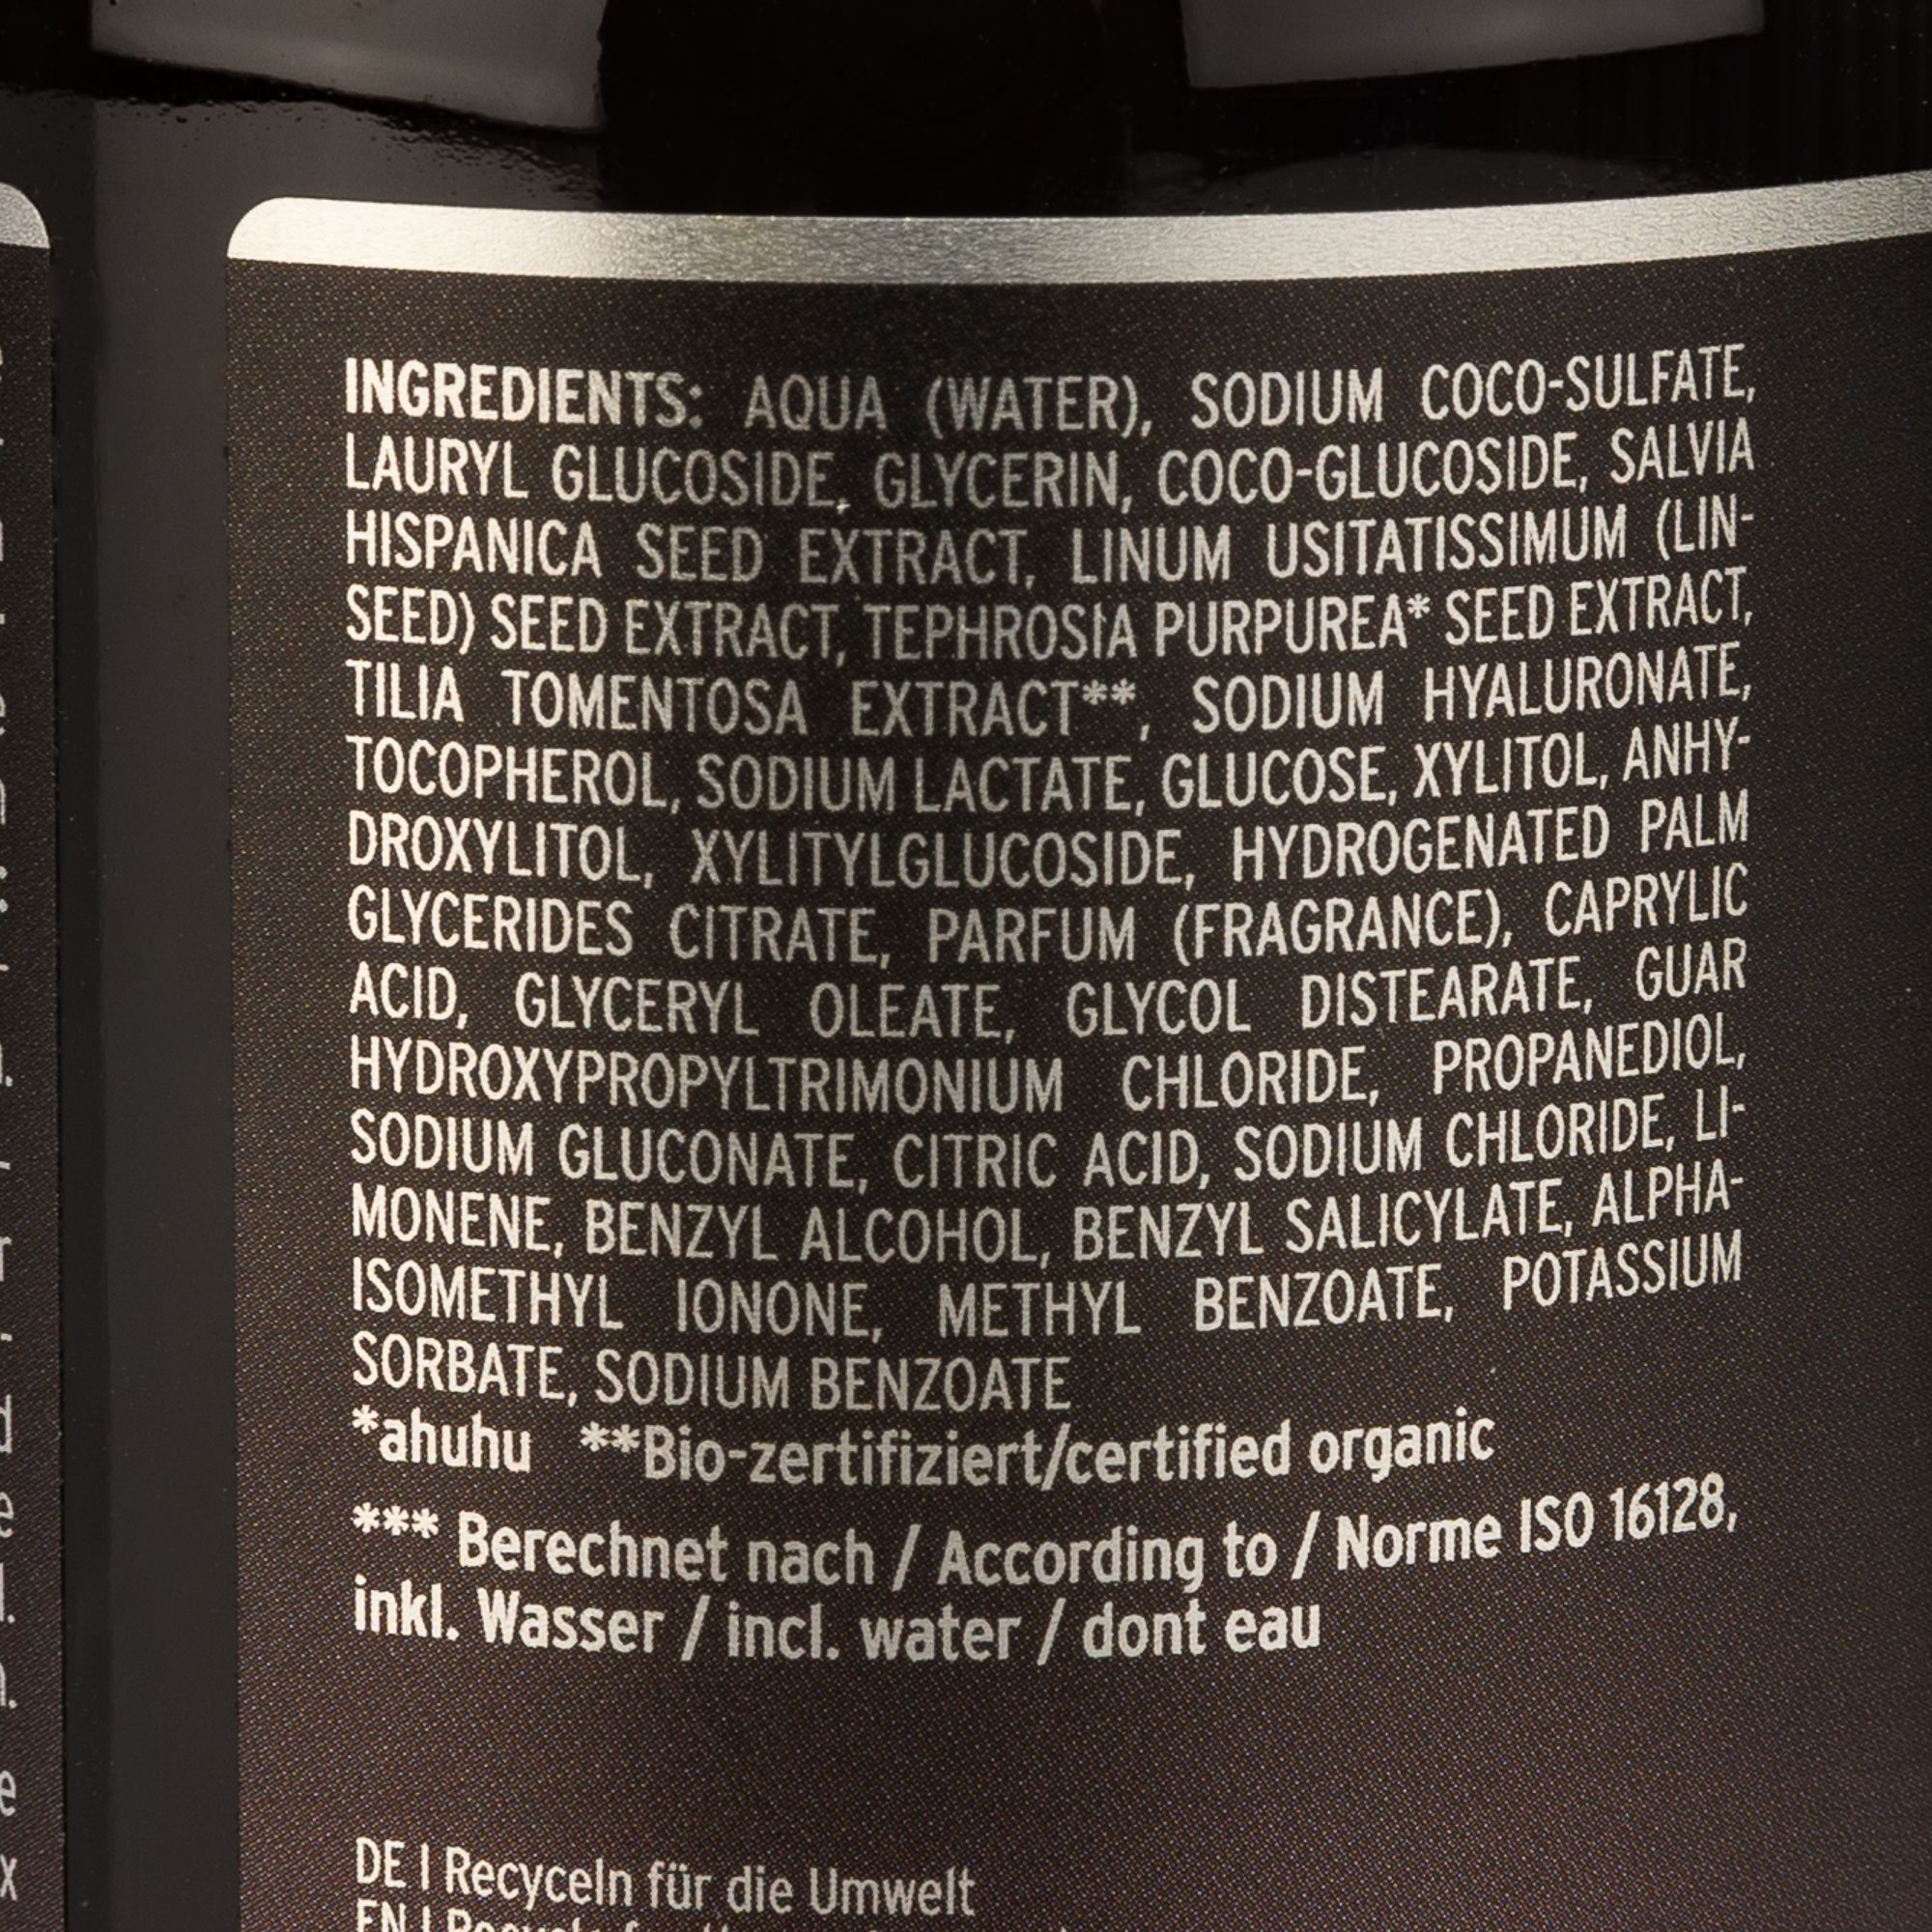 INGREDIENTS: AQUA (WATER), SODIUM COCO-SULFATE,
LAURYL GLUCOSIDE, GLYCERIN, COCO-GLUCOSIDE, SALVIA
HISPANICA SEED EXTRACT, LINUM USITATISSIMUM (LIN-
SEED) SEED EXTRACT, TEPHROSIA PURPUREA* SEED EXTRACT,
TILIA TOMENTOSA EXTRACT**, SODIUM HYALURONATE,
TOCOPHEROL, SODIUM LACTATE, GLUCOSE, XYLITOL, ANHY-
DROXYLITOL, XYLITYLGLUCOSIDE, HYDROGENATED PALM
GLYCERIDES CITRATE, PARFUM (FRAGRANCE), CAPRYLIC
ACID, GLYCERYL OLEATE, GLYCOL DISTEARATE, GUAR
HYDROXYPROPYLTRIMONIUM CHLORIDE, PROPANEDIOL,
SODIUM GLUCONATE, CITRIC ACID, SODIUM CHLORIDE, LI-
MONENE, BENZYL ALCOHOL, BENZYL SALICYLATE, ALPHA-
ISOMETHYL IONONE, METHYL BENZOATE, POTASSIUM
SORBATE, SODIUM BENZOATE
*ahuhu **Bio-zertifiziert/certified organic
*** Berechnet nach / According to / Norme ISO 16128,
inkl. Wasser / incl. water / dont eau
DE | Recyceln für die Umwelt
EN |